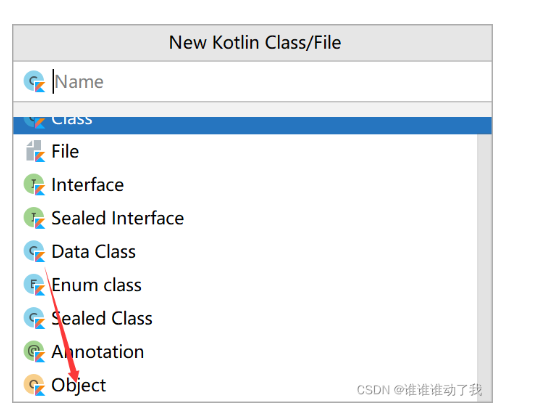 New Kotlin Class/File
Name
Class
File
Interface
Sealed Interface
Data Class
Enum class
Sealed Class
Annotation
Object
CSDN @谁谁谁动了我